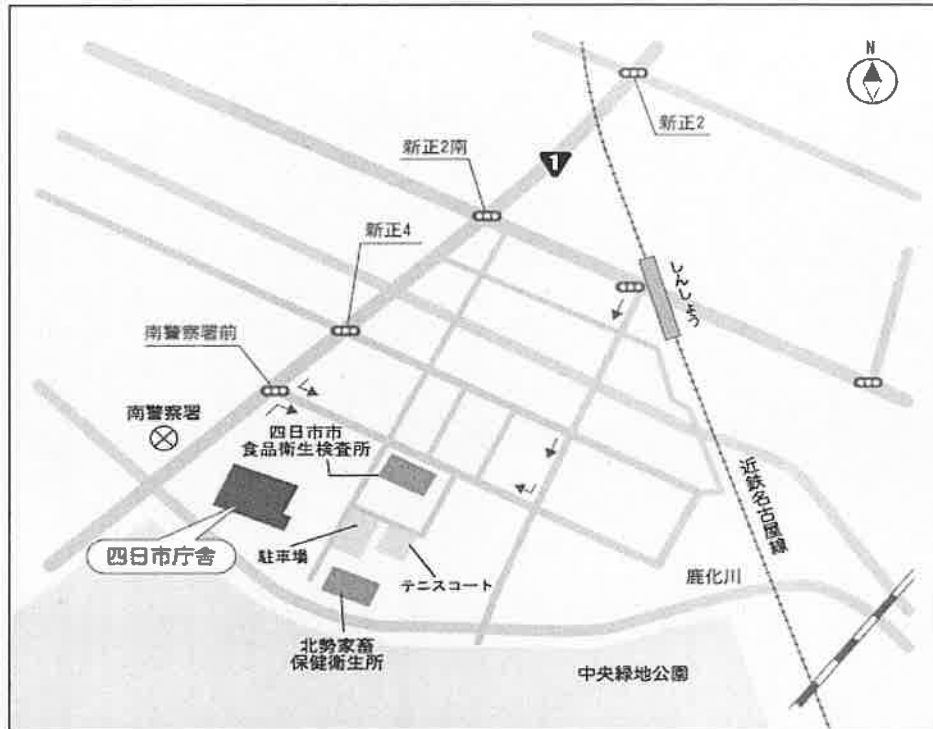 N
新正2
新正2南
1
新正4
しんしょう
南警察署前
南警察署
四日市市
食品衛生検査所
近鉄名古屋線
四日市庁舎
駐車場
テニスコート
鹿化川
北勢家畜
保健衛生所
中央緑地公園